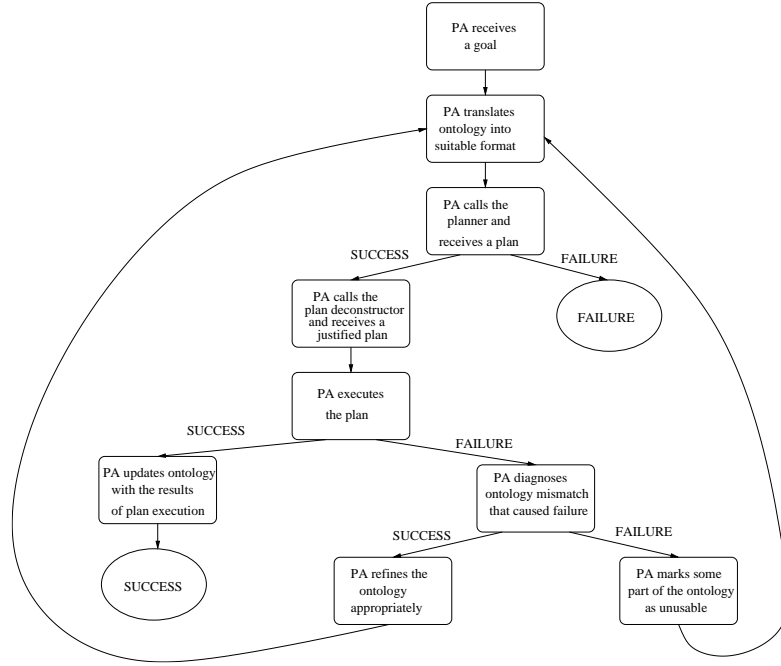 PA receives
a goal
PA translates
ontology into
suitable format
PA calls the
planner and
receives a plan
SUCCESS
FAILURE
PA calls the
plan deconstructor
and receives a
justified plan
FAILURE
PA executes
the plan
SUCCESS
FAILURE
PA updates ontology
with the results
of plan execution
PA diagnoses
ontology mismatch
that caused failure
SUCCESS
FAILURE
SUCCESS
PA refines the
ontology
appropriately
PA marks some
part of the ontology
as unusable